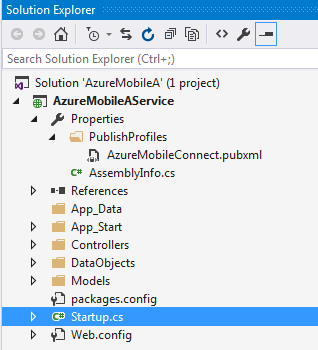 Solution Explorer
Search Solution Explorer (Ctrl+;)
Solution 'AzureMobileA' (1 project)
AzureMobileAService
Properties
PublishProfiles
AzureMobileConnect.pubxml
C# AssemblyInfo.cs
References
App_Data
App_Start
Controllers
DataObjects
Models
packages.config
C# Startup.cs
Web.config